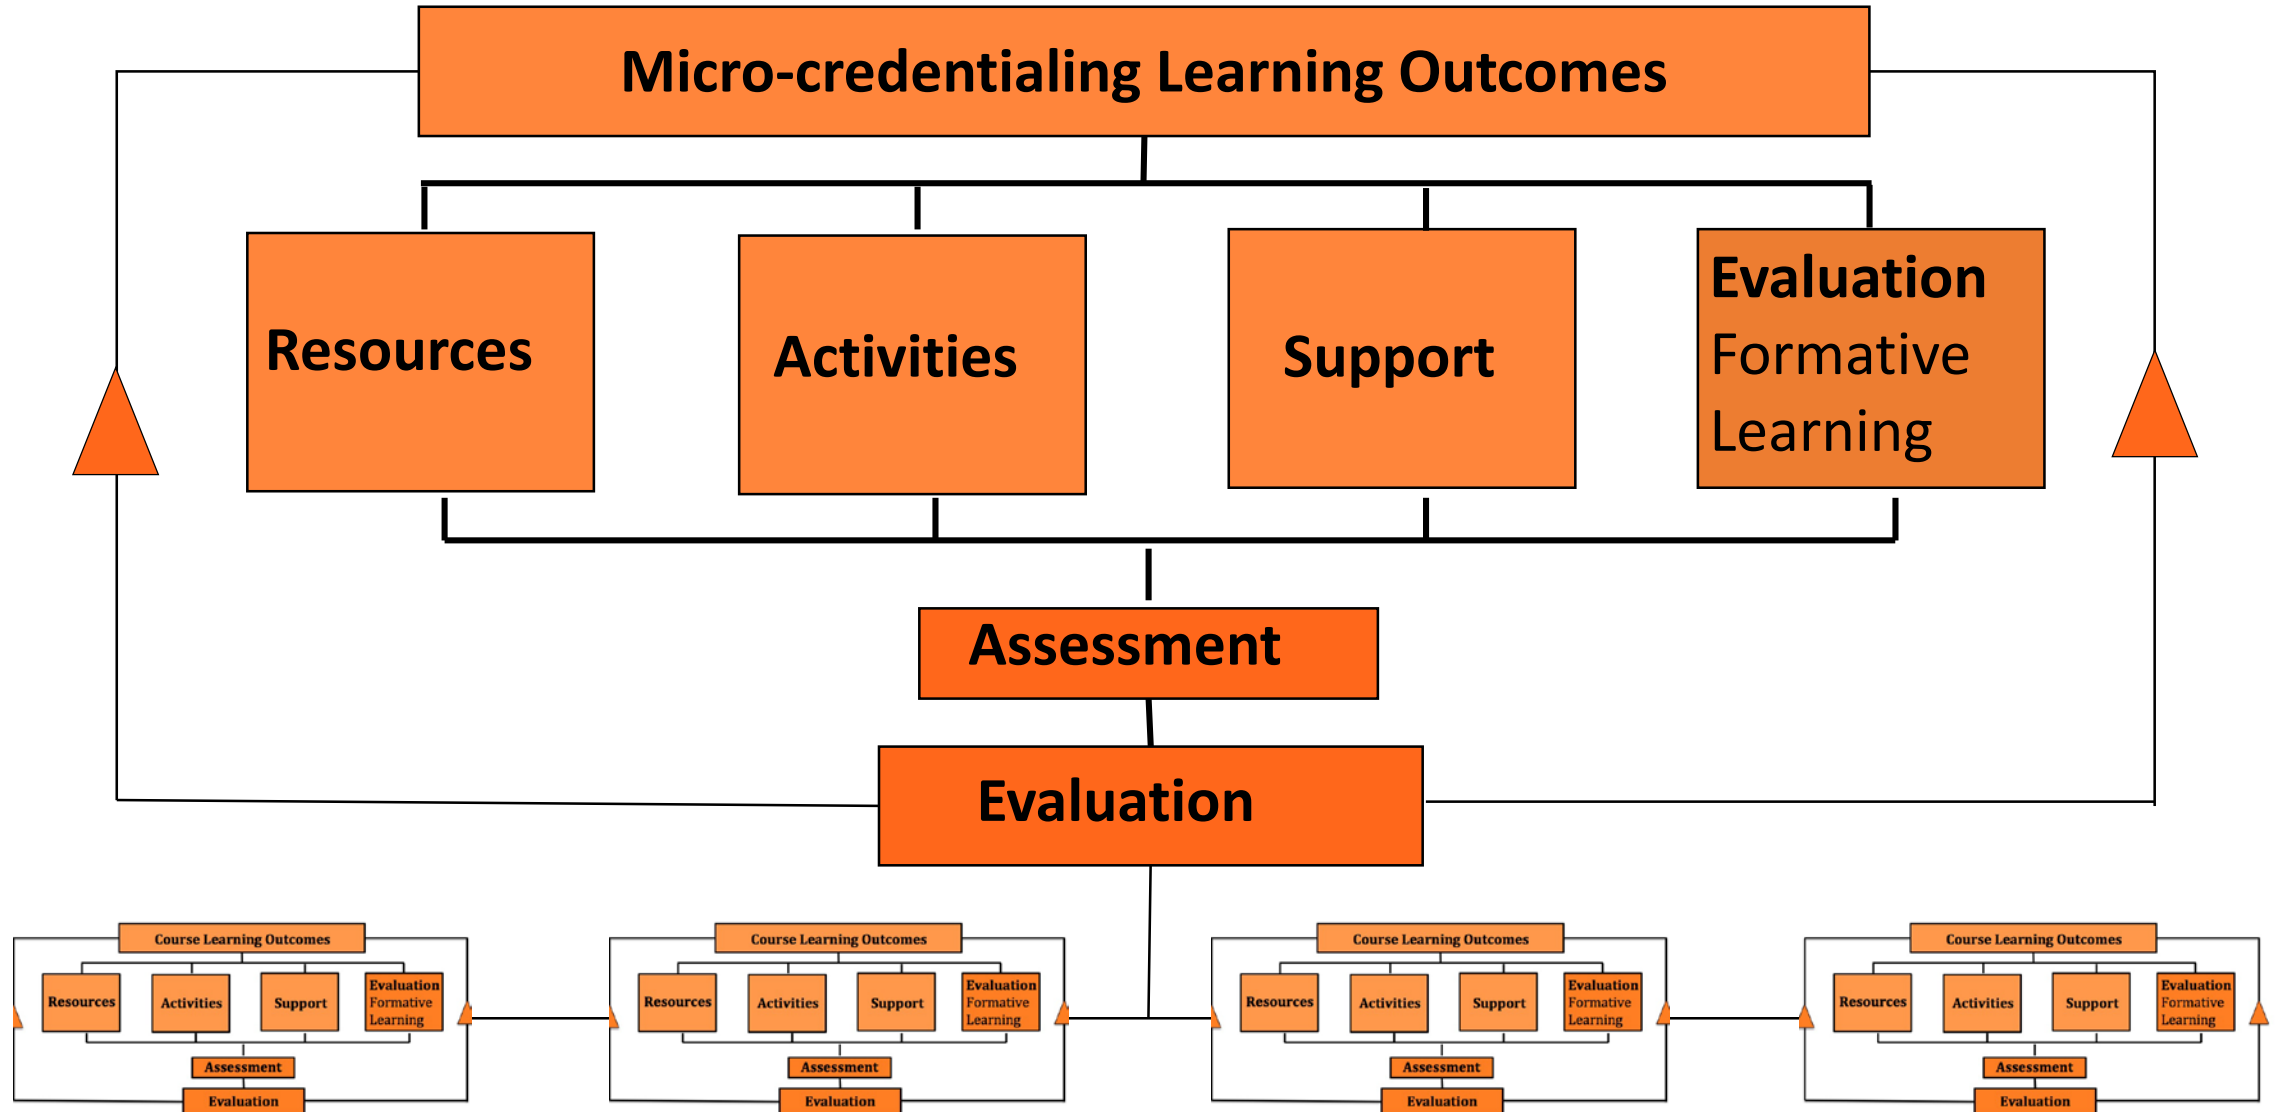 Micro-credentialing Learning Outcomes
Resources
Activities
Support
Evaluation
Formative
Learning
Assessment
Evaluation
Course Learning Outcomes
Resources
Activities
Support
Evaluation
Formative
Learning
Assessment
Evaluation
Course Learning Outcomes
Resources
Activities
Support
Evaluation
Formative
Learning
Assessment
Evaluation
Course Learning Outcomes
Resources
Activities
Support
Evaluation
Formative
Learning
Assessment
Evaluation
Course Learning Outcomes
Resources
Activities
Support
Evaluation
Formative
Learning
Assessment
Evaluation